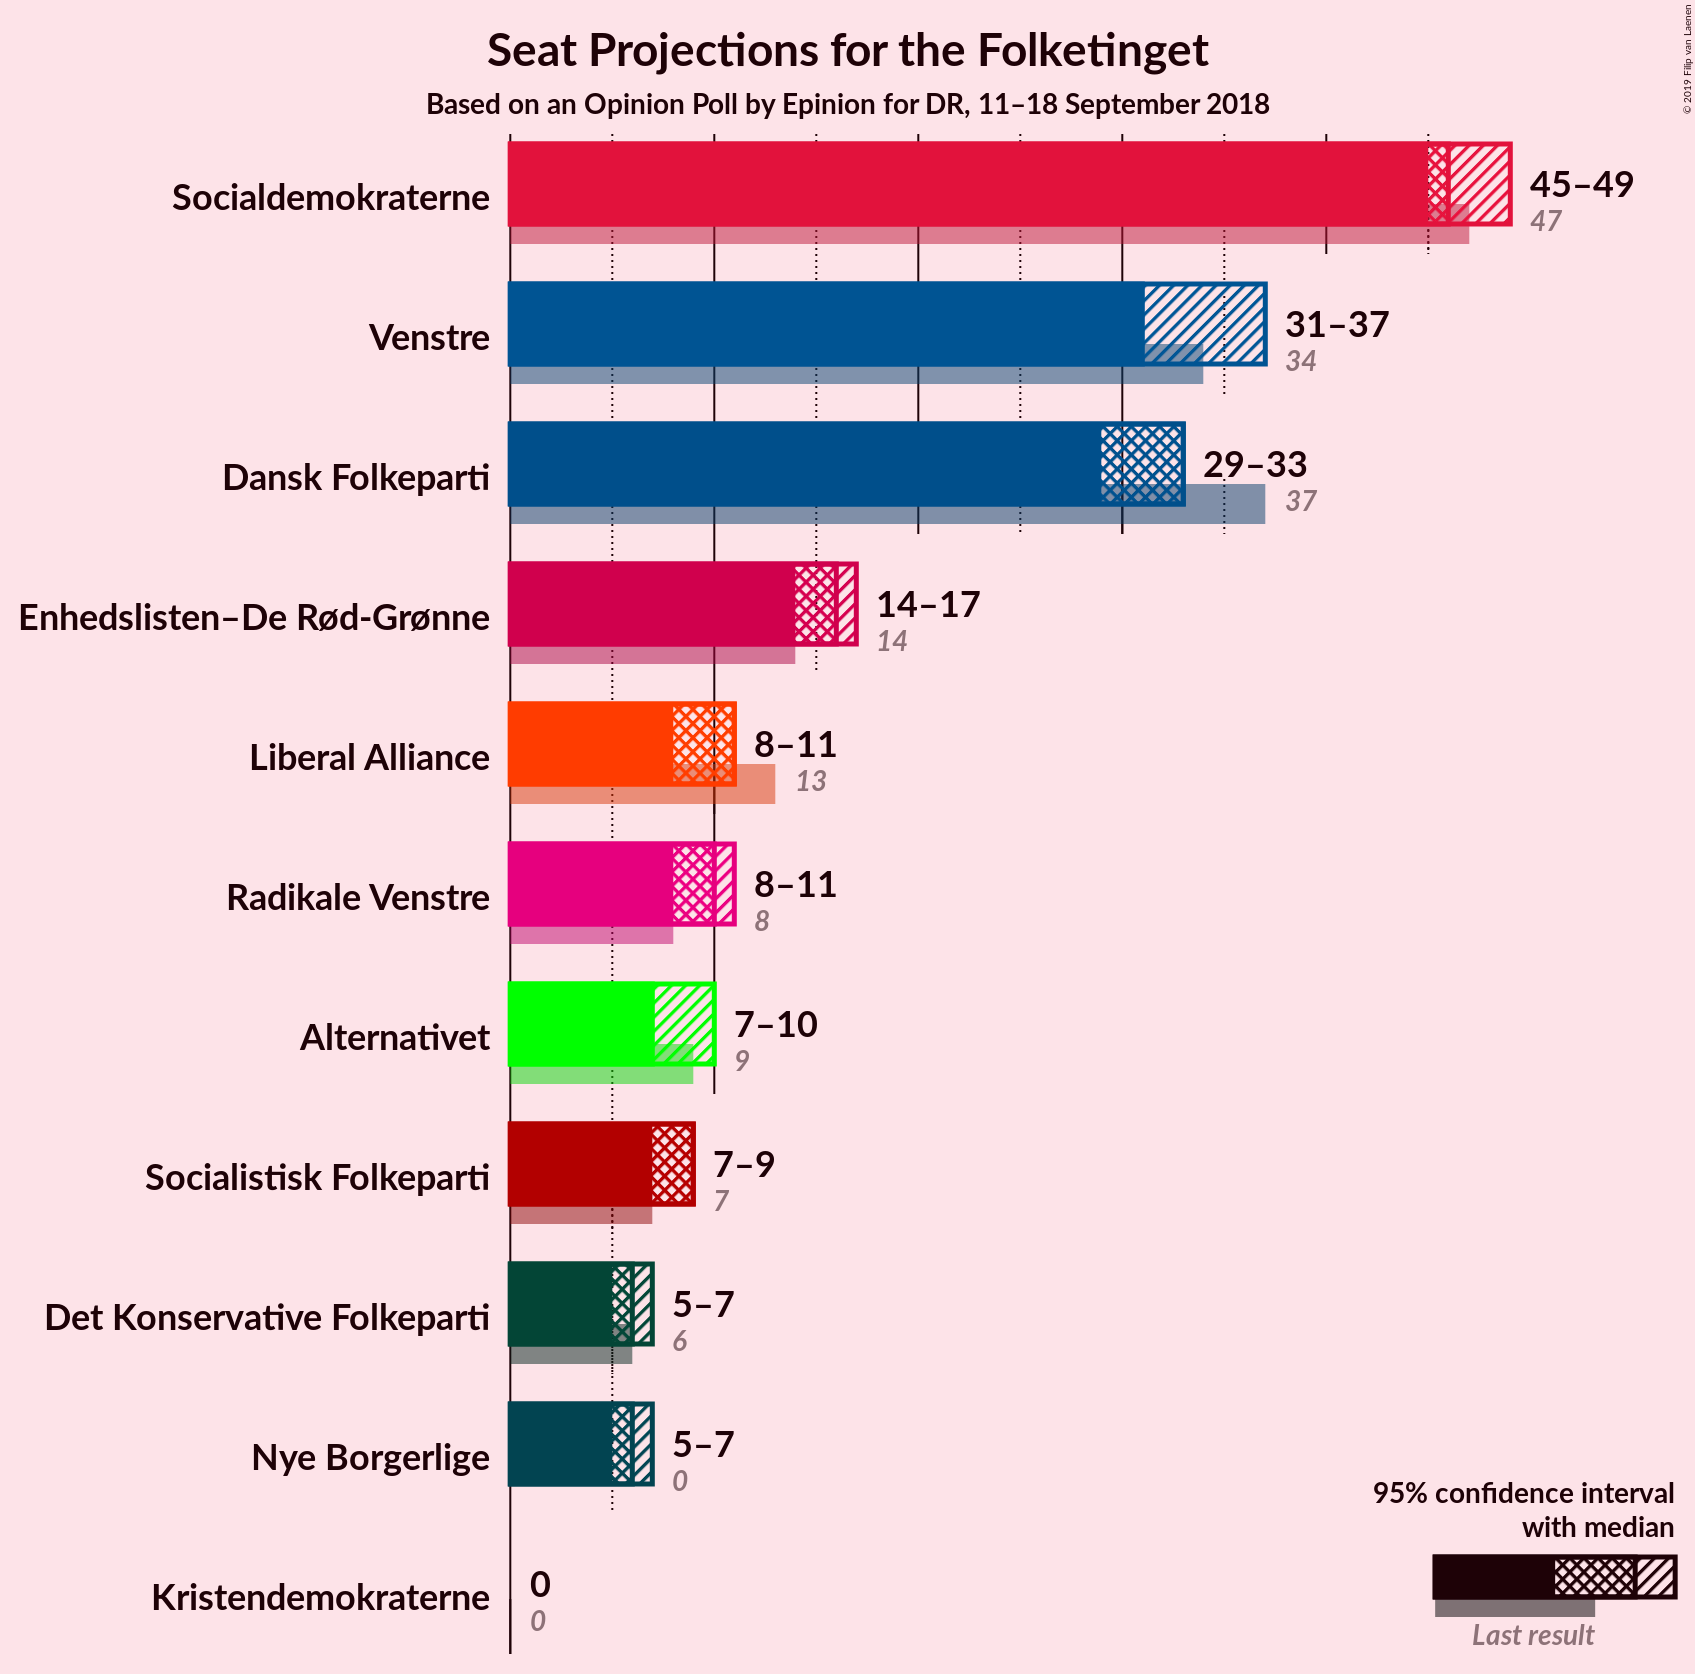 Seat Projections for the Folketinget
Based on an Opinion Poll by Epinion for DR, 11–18 September 2018
© 2019 Filip van Laenen
Socialdemokraterne
45–49
47
Venstre
31–37
34
Dansk Folkeparti
29–33
37
Enhedslisten–De Rød-Grønne
14–17
14
Liberal Alliance
8–11
13
Radikale Venstre
8–11
8
Alternativet
7–10
9
Socialistisk Folkeparti
7–9
7
Det Konservative Folkeparti
5–7
6
Nye Borgerlige
5–7
0
Kristendemokraterne
0
0
95% confidence interval
with median
Last result